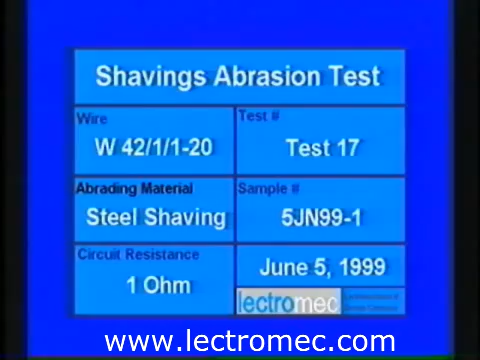 Shavings Abrasion Test
Wire
W 42/1/1-20
Test #
Test 17
Abrading Material
Steel Shaving
Sample #
5JN99-1
Circuit Resistance
1 Ohm
June 5, 1999
lectromec
www.lectromec.com